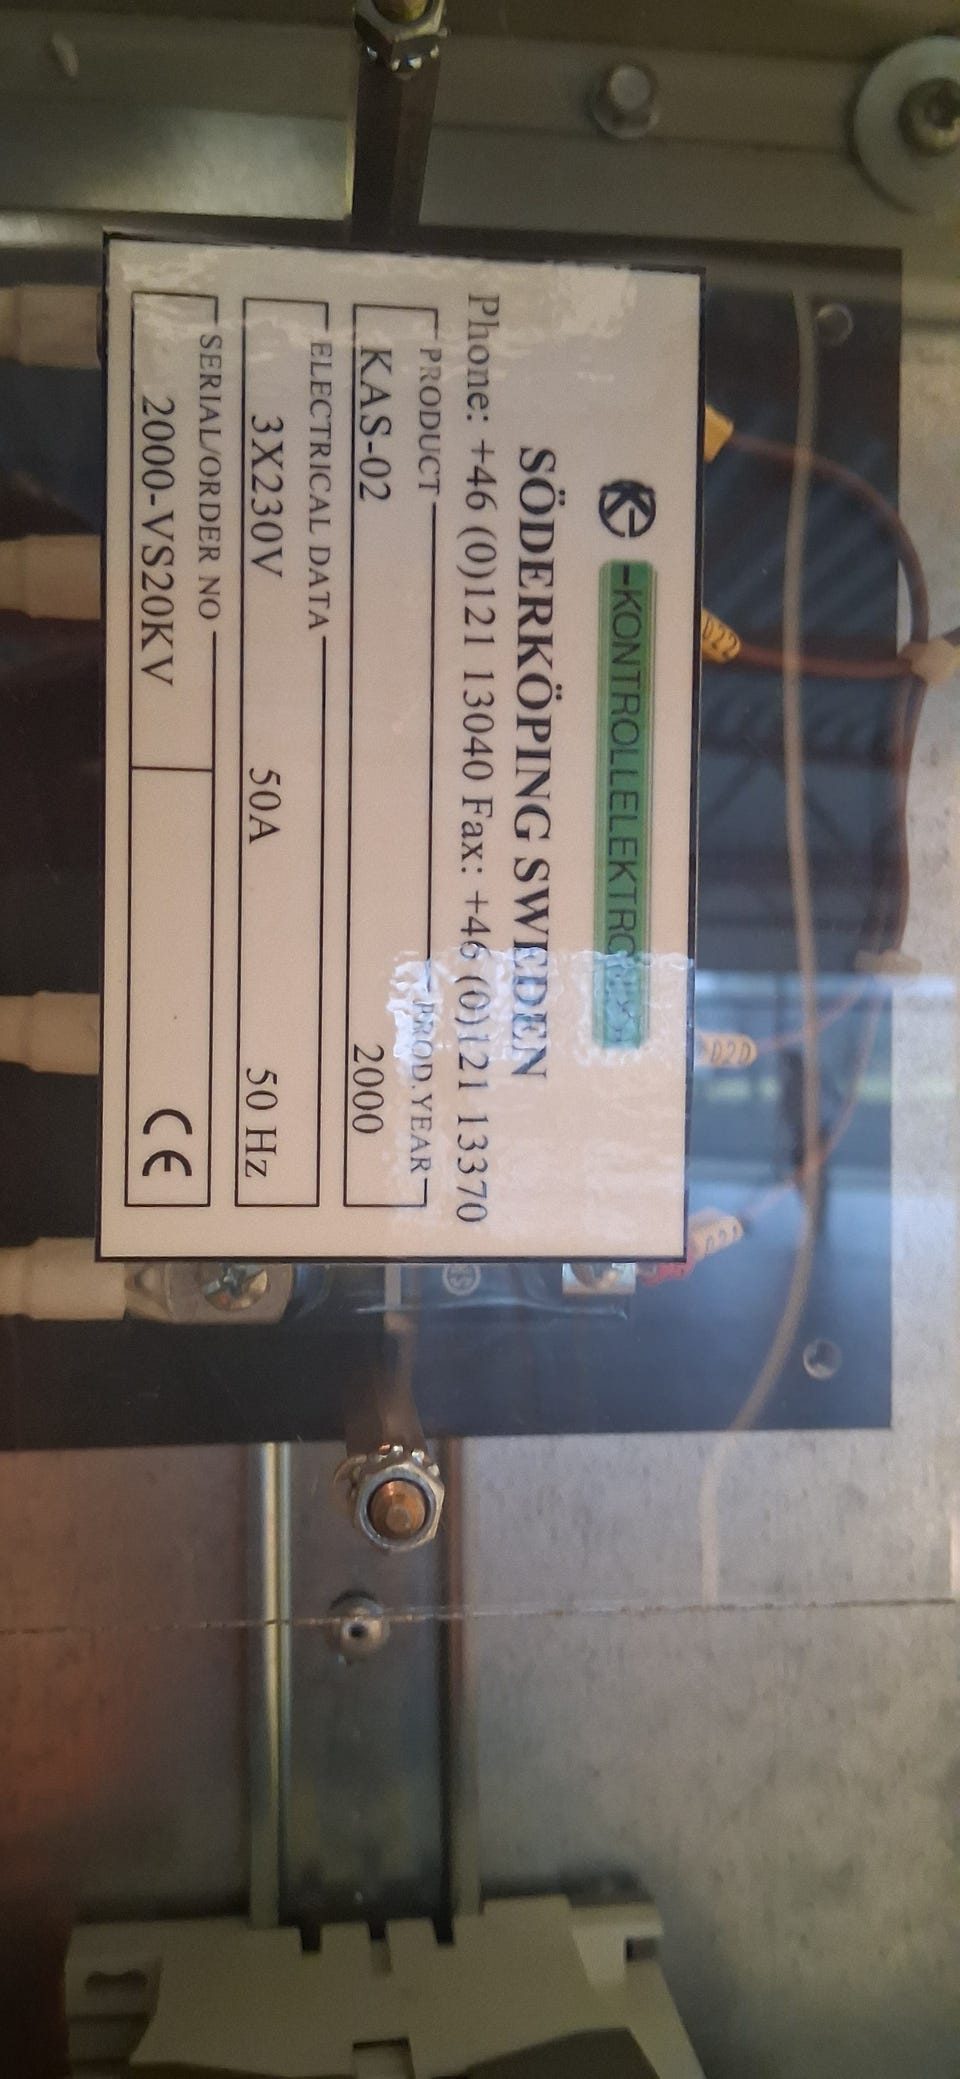 SÖDERKÖPING SWEDEN
Phone: +46 (0)121 13040 Fax: +46 (0)121 13370
PRODUCT PROD.YEAR
KAS-02 2000
ELECTRICAL DATA
3X230V 50A 50 Hz
SERIAL/ORDER NO
2000-VS20KV CE
D22